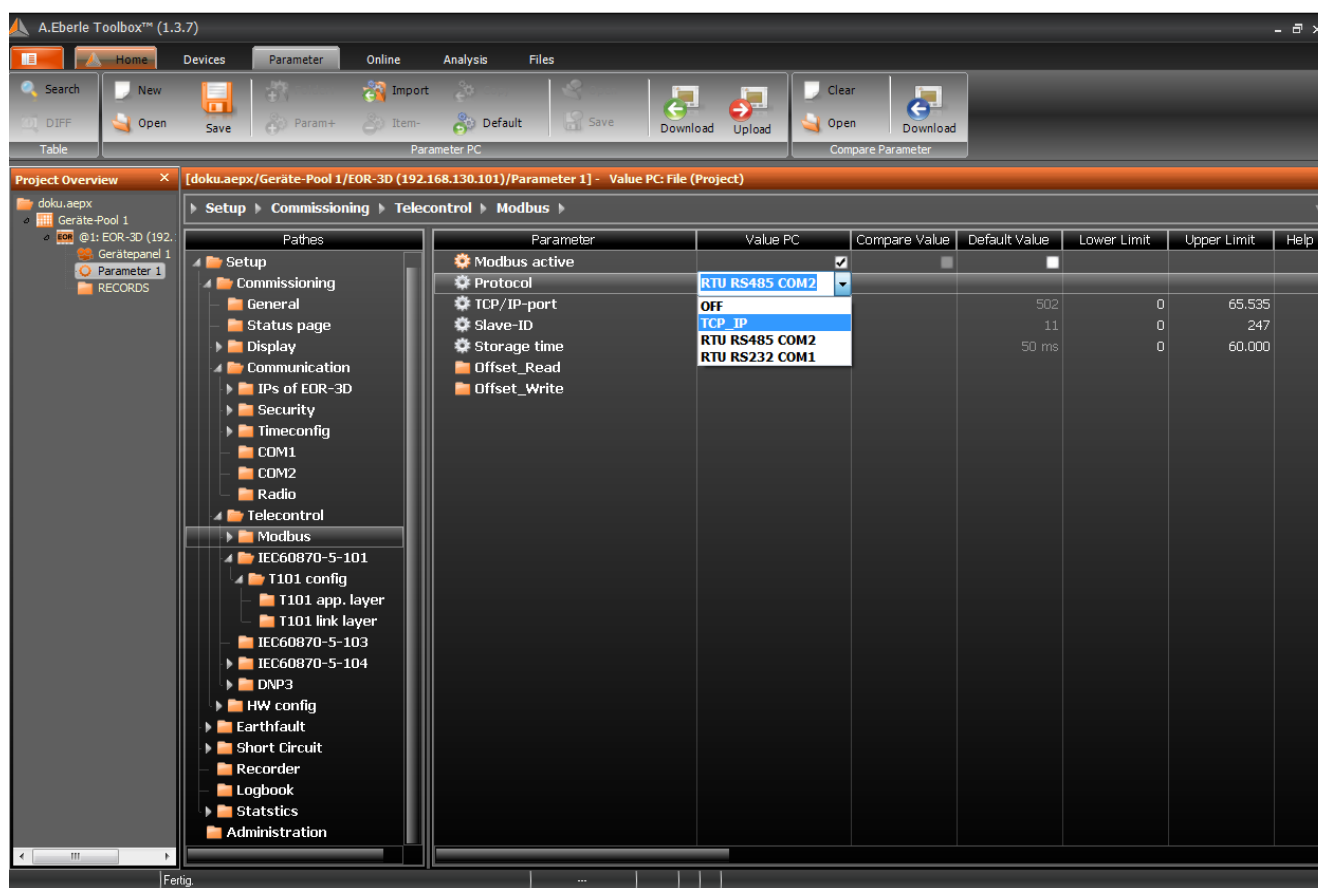 A.Eberle Toolbox™ (1.3.7)
Home Devices Parameter Online Analysis Files
Search New Import Clear
DIFF Open Save Param+ Item- Default Save Download Upload Open Download
Table Parameter PC Compare Parameter
Project Overview
doku.aepx
Geräte-Pool 1
EOR @1: EOR-3D (192.
Gerätepanel 1
Parameter 1
RECORDS
[doku.aepx/Geräte-Pool 1/EOR-3D (192.168.130.101)/Parameter 1] - Value PC: File (Project)
Setup Commissioning Telecontrol Modbus
Pathes
Setup
Commissioning
General
Status page
Display
Communication
IPs of EOR-3D
Security
Timeconfig
COM1
COM2
Radio
Telecontrol
Modbus
IEC60870-5-101
T101 config
T101 app. layer
T101 link layer
IEC60870-5-103
IEC60870-5-104
DNP3
HW config
Earthfault
Short Circuit
Recorder
Logbook
Statstics
Administration
Parameter Value PC Compare Value Default Value Lower Limit Upper Limit Help
Modbus active
Protocol RTU RS485 COM2
TCP/IP-port 502 0 65.535
Slave-ID 11 0 247
Storage time 50 ms 0 60.000
Offset_Read
Offset_Write
OFF
TCP_IP
RTU RS485 COM2
RTU RS232 COM1
Fertig. ---